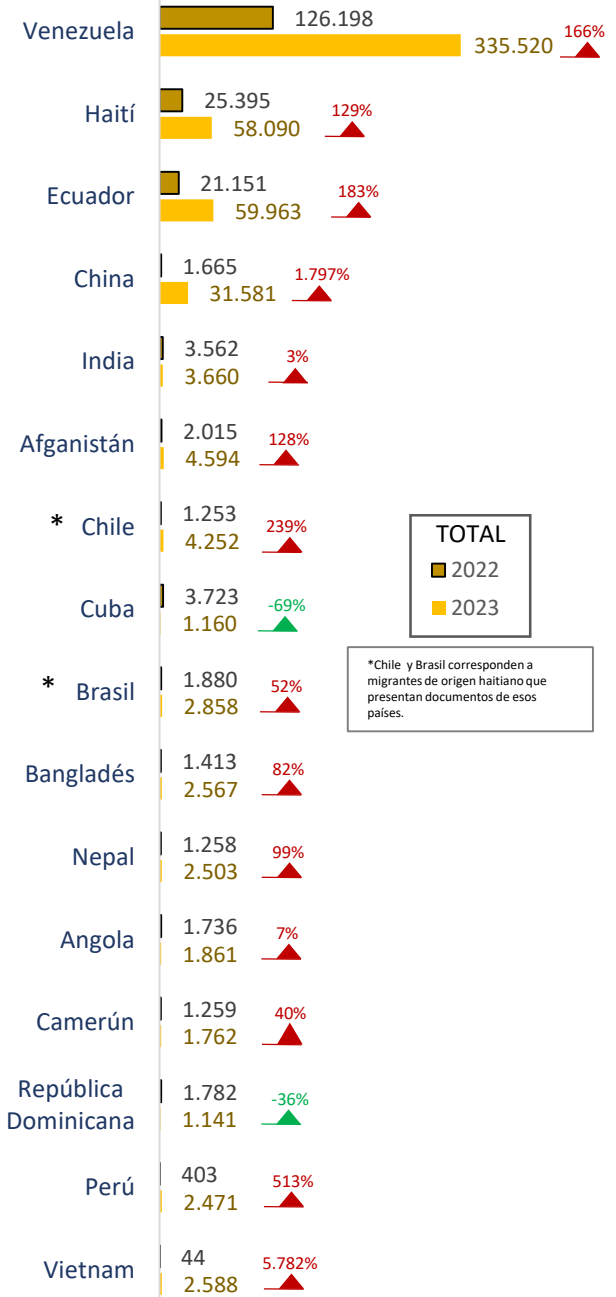 Venezuela
126.198
335.520
166%
Haití
25.395
58.090
129%
Ecuador
21.151
59.963
183%
China
1.665
31.581
1.797%
India
3.562
3.660
3%
Afganistán
2.015
4.594
128%
* Chile
1.253
4.252
239%
TOTAL
2022
2023
Cuba
3.723
1.160
-69%
*Chile y Brasil corresponden a
migrantes de origen haitiano que
presentan documentos de esos
países.
* Brasil
1.880
2.858
52%
Bangladés
1.413
2.567
82%
Nepal
1.258
2.503
99%
Angola
1.736
1.861
7%
Camerún
1.259
1.762
40%
República
Dominicana
1.782
1.141
-36%
Perú
403
2.471
513%
Vietnam
44
2.588
5.782%